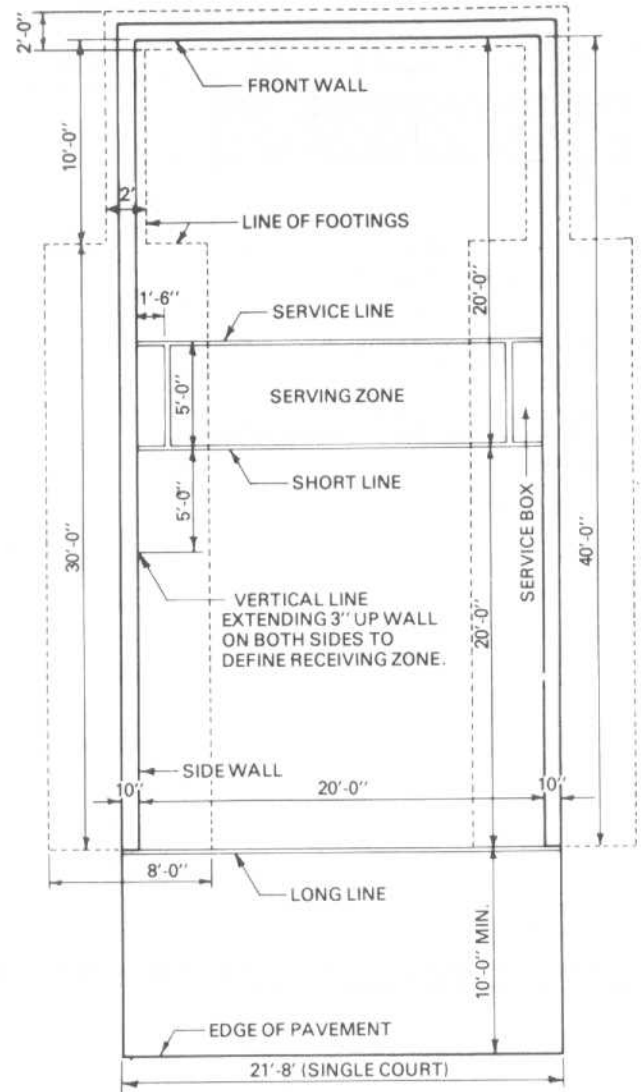 2'-0"
FRONT WALL
10'-0"
2'
LINE OF FOOTINGS
1'-6"
20'-0"
SERVICE LINE
5'-0"
SERVING ZONE
SHORT LINE
5'-0"
SERVICE BOX
30'-0"
40'-0"
VERTICAL LINE
EXTENDING 3" UP WALL
ON BOTH SIDES TO
DEFINE RECEIVING ZONE.
20'-0"
SIDE WALL
10"
20'-0"
10"
8'-0"
LONG LINE
10'-0" MIN.
EDGE OF PAVEMENT
21'-8' (SINGLE COURT)